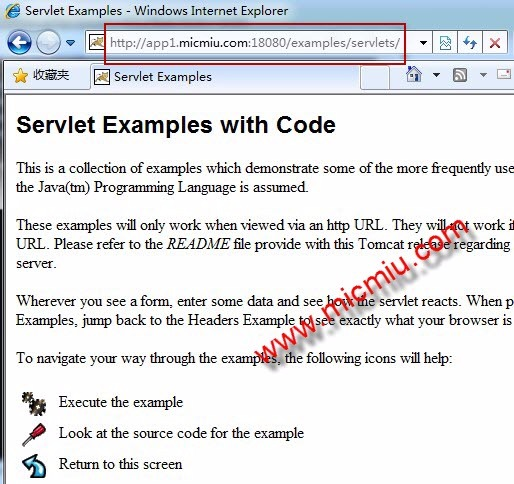 Servlet Examples - Windows Internet Explorer
http://app1.micmiu.com:18080/examples/servlets/
收藏夹 Servlet Examples
Servlet Examples with Code
This is a collection of examples which demonstrate some of the more frequently use
the Java(tm) Programming Language is assumed.
These examples will only work when viewed via an http URL. They will not work if
URL. Please refer to the README file provide with this Tomcat release regarding
server.
Wherever you see a form, enter some data and see how the servlet reacts. When p
Examples, jump back to the Headers Example to see exactly what your browser is
To navigate your way through the examples, the following icons will help:
Execute the example
Look at the source code for the example
Return to this screen
www.micmiu.com